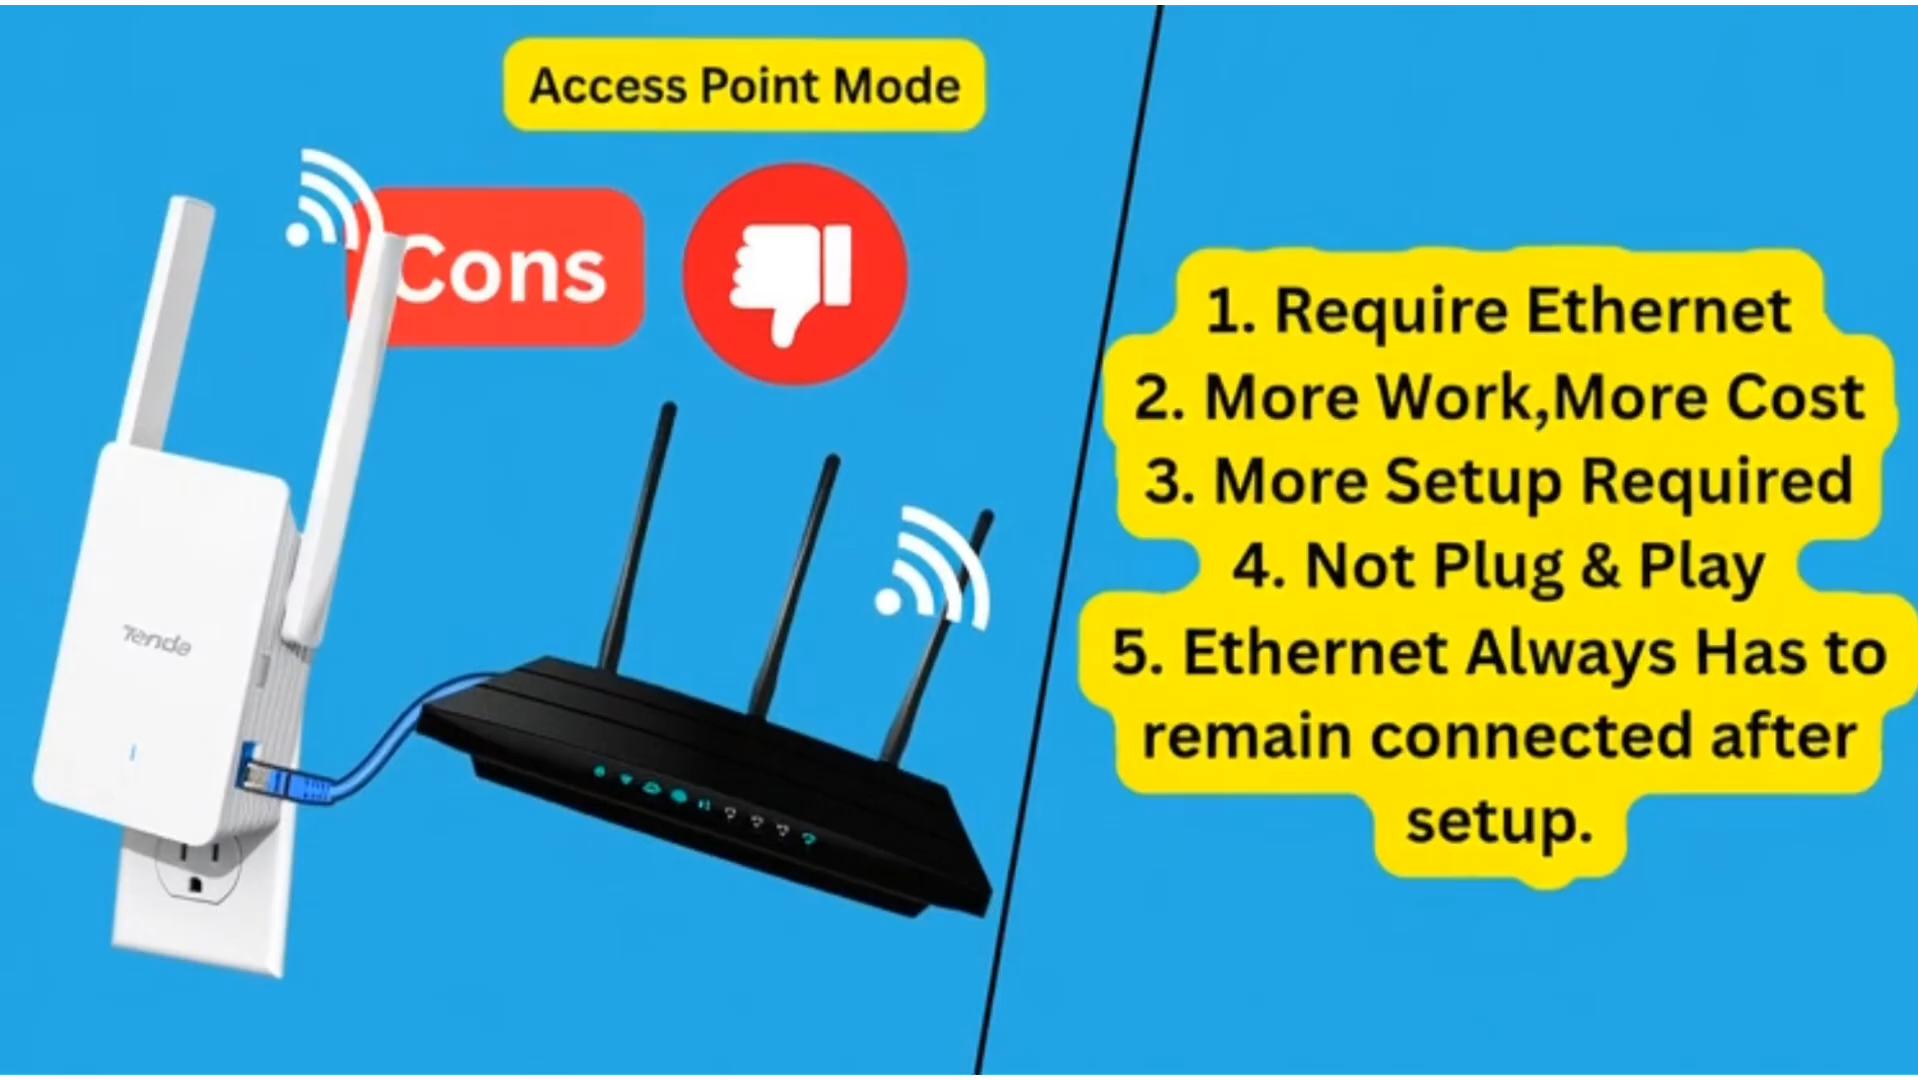 Access Point Mode
Cons
Tenda
1. Require Ethernet
2. More Work,More Cost
3. More Setup Required
4. Not Plug & Play
5. Ethernet Always Has to
remain connected after
setup.